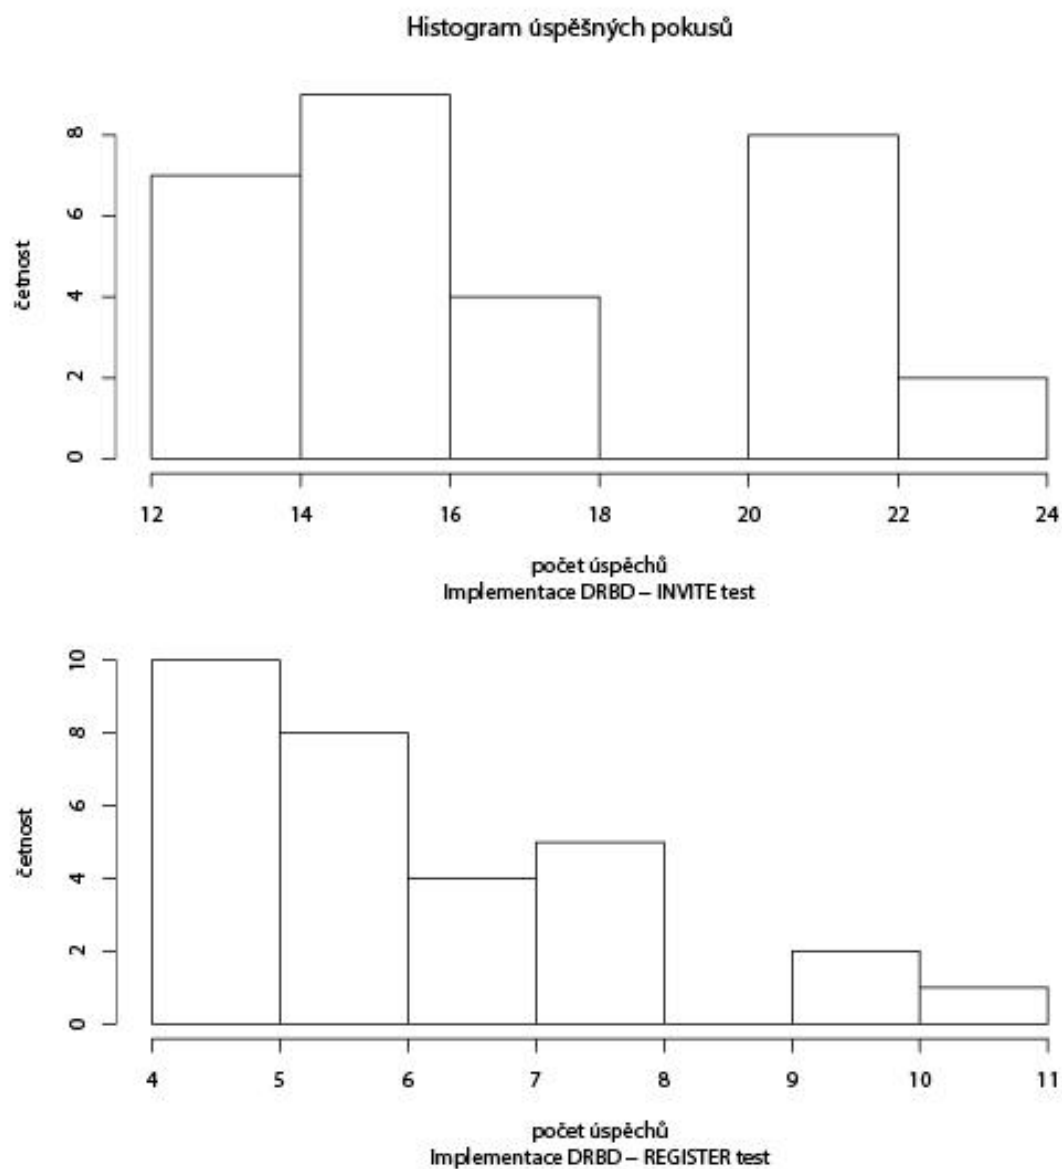 Histogram úspěšných pokusů
8
6
4
2
0
četnost
12 14 16 18 20 22 24
počet úspěchů
Implementace DRBD – INVITE test
10
8
6
4
2
0
četnost
4 5 6 7 8 9 10 11
počet úspěchů
Implementace DRBD – REGISTER test